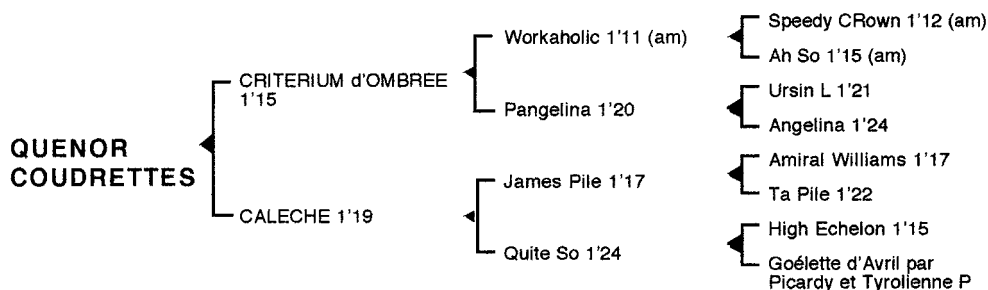 Speedy CRown 1'12 (am)
Workaholic 1'11 (am)
Ah So 1'15 (am)
CRITERIUM d'OMBREE
1'15
Ursin L 1'21
Pangelina 1'20
Angelina 1'24
QUENOR
COUDRETTES
Amiral Williams 1'17
James Pile 1'17
Ta Pile 1'22
CALECHE 1'19
High Echelon 1'15
Quite So 1'24
Goélette d'Avril par
Picardy et Tyrolienne P